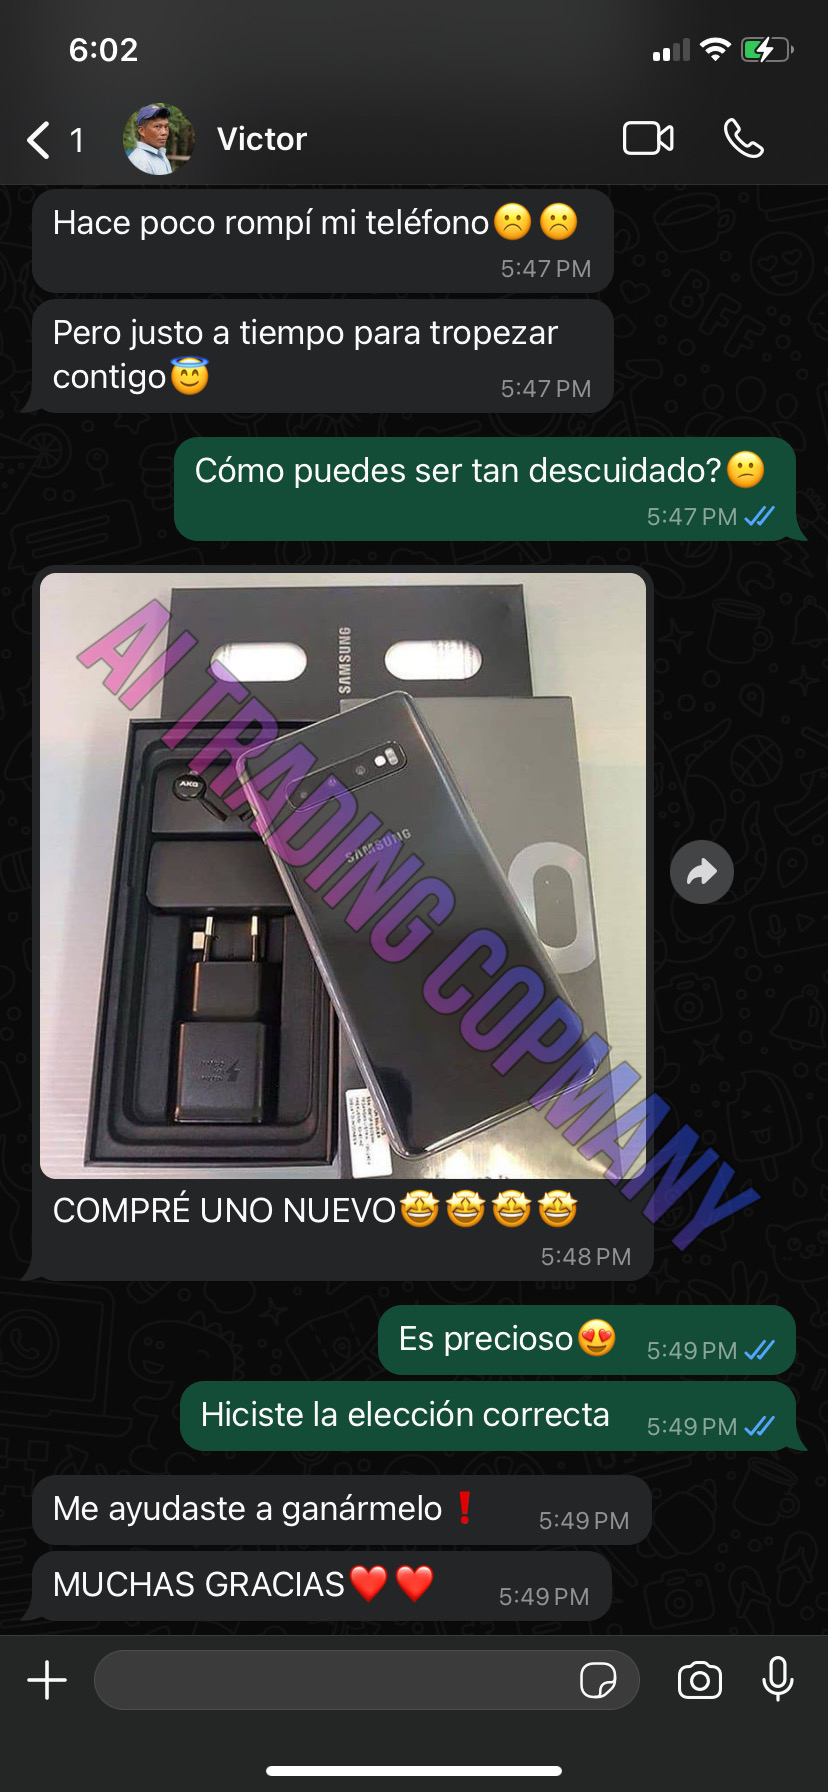 6:02
1
Victor
Hace poco rompí mi teléfono☹️☹️
5:47 PM
Pero justo a tiempo para tropezar
contigo😇
5:47 PM
Cómo puedes ser tan descuidado?😕
5:47 PM
SAMSUNG
AKG
SAMSUNG
AI TRADING COPMANY
COMPRÉ UNO NUEVO🤩🤩🤩🤩
5:48 PM
Es precioso😍 5:49 PM
Hiciste la elección correcta 5:49 PM
Me ayudaste a ganármelo❗ 5:49 PM
MUCHAS GRACIAS❤️❤️ 5:49 PM